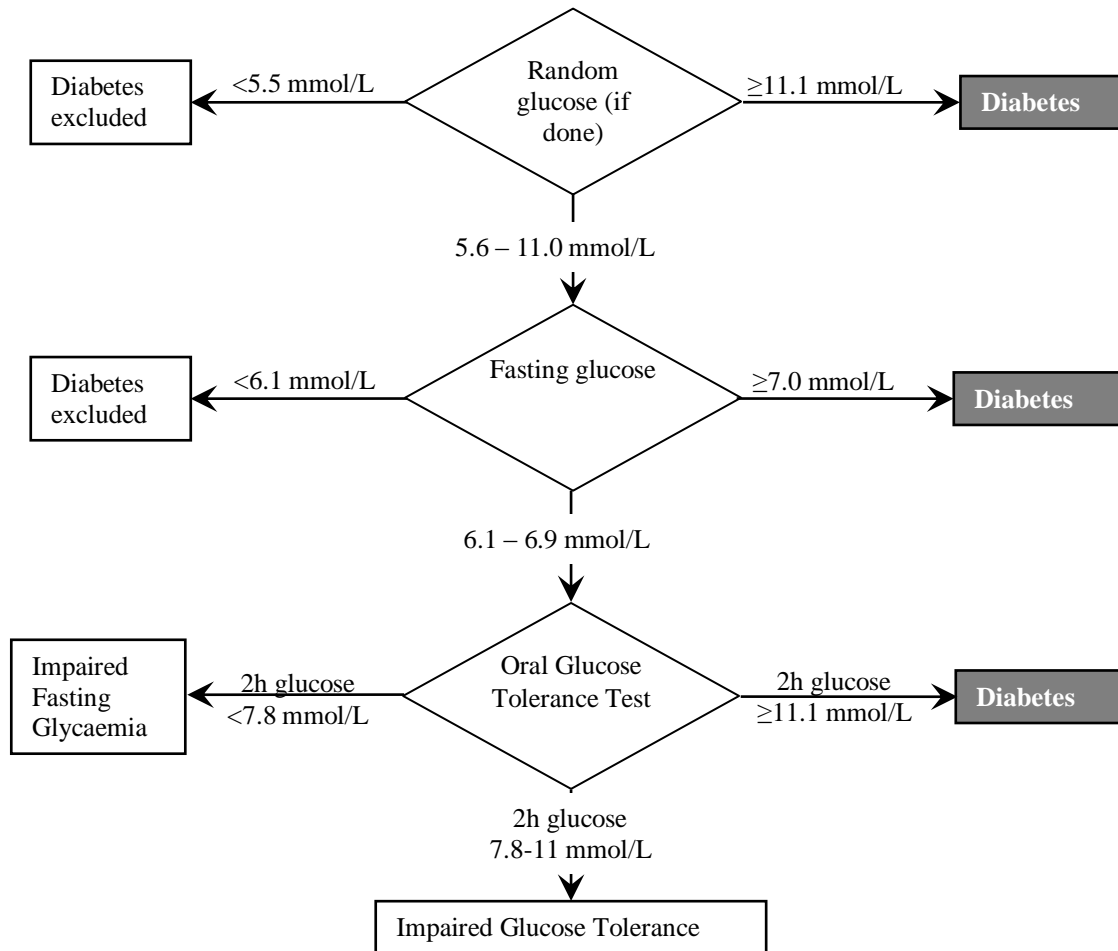 Diabetes
excluded
<5.5 mmol/L
Random
glucose (if
done)
≥11.1 mmol/L
Diabetes
5.6 – 11.0 mmol/L
Diabetes
excluded
<6.1 mmol/L
Fasting glucose
≥7.0 mmol/L
Diabetes
6.1 – 6.9 mmol/L
Impaired
Fasting
Glycaemia
2h glucose
<7.8 mmol/L
Oral Glucose
Tolerance Test
2h glucose
≥11.1 mmol/L
Diabetes
2h glucose
7.8-11 mmol/L
Impaired Glucose Tolerance